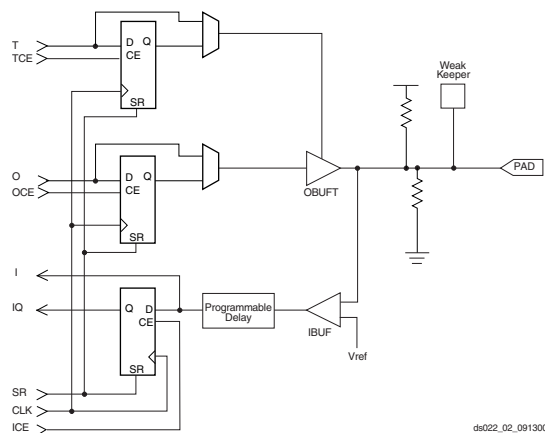 T
TCE
D Q
CE
SR
Weak
Keeper
O
OCE
D Q
CE
SR
OBUFT
PAD
I
IQ
Q D
CE
SR
Programmable
Delay
IBUF
Vref
SR
CLK
ICE
ds022_02_091300